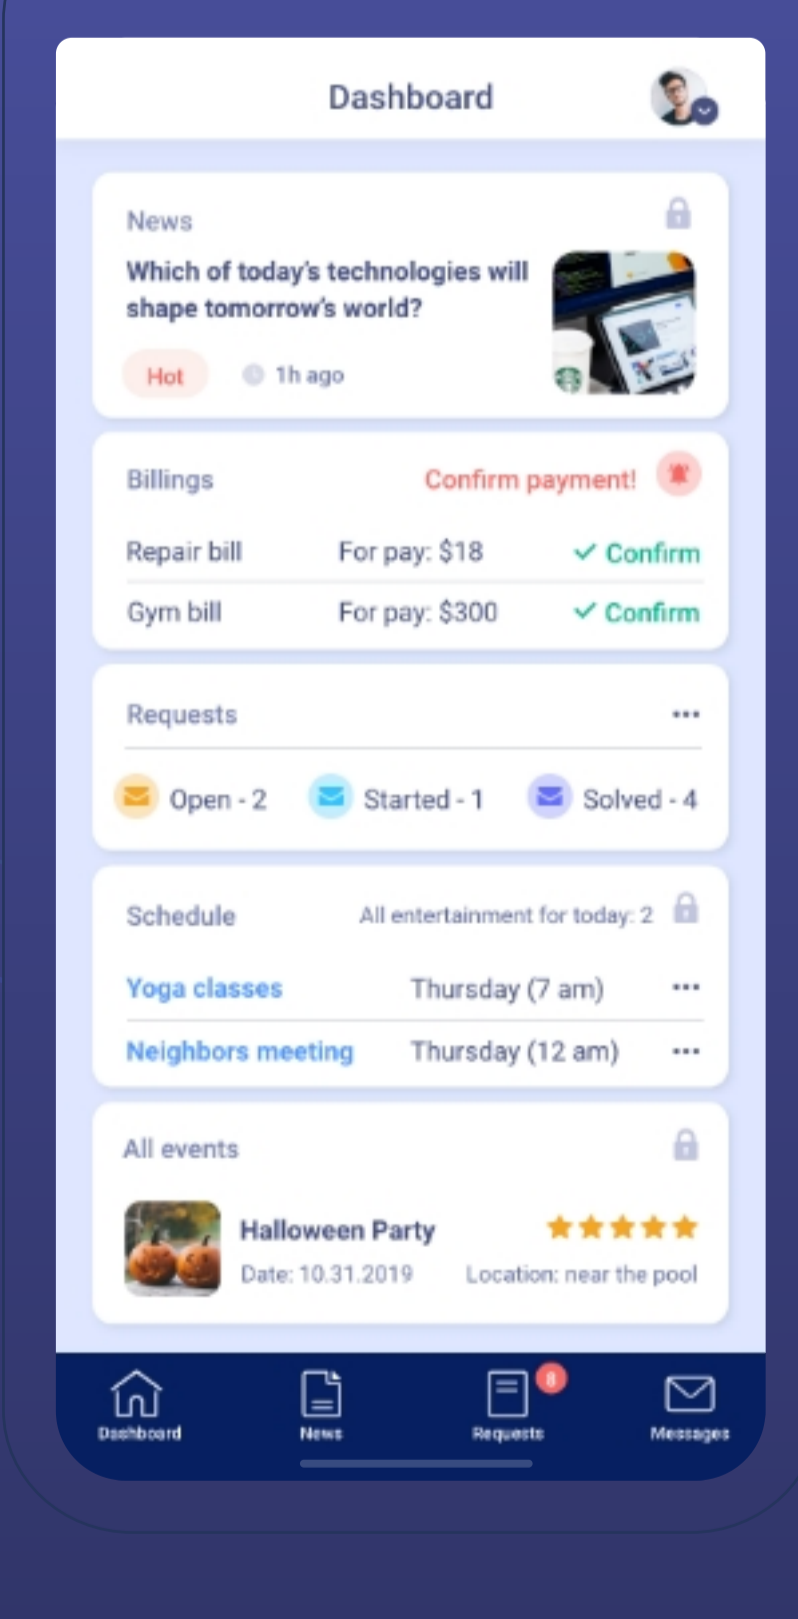 Dashboard
News
Which of today's technologies will
shape tomorrow's world?
Hot 1h ago
Billings Confirm payment!
Repair bill For pay: $18 Confirm
Gym bill For pay: $300 Confirm
Requests
Open - 2 Started - 1 Solved - 4
Schedule All entertainment for today: 2
Yoga classes Thursday (7 am)
Neighbors meeting Thursday (12 am)
All events
Halloween Party
Date: 10.31.2019 Location: near the pool
8
Dashboard News Requests Messages